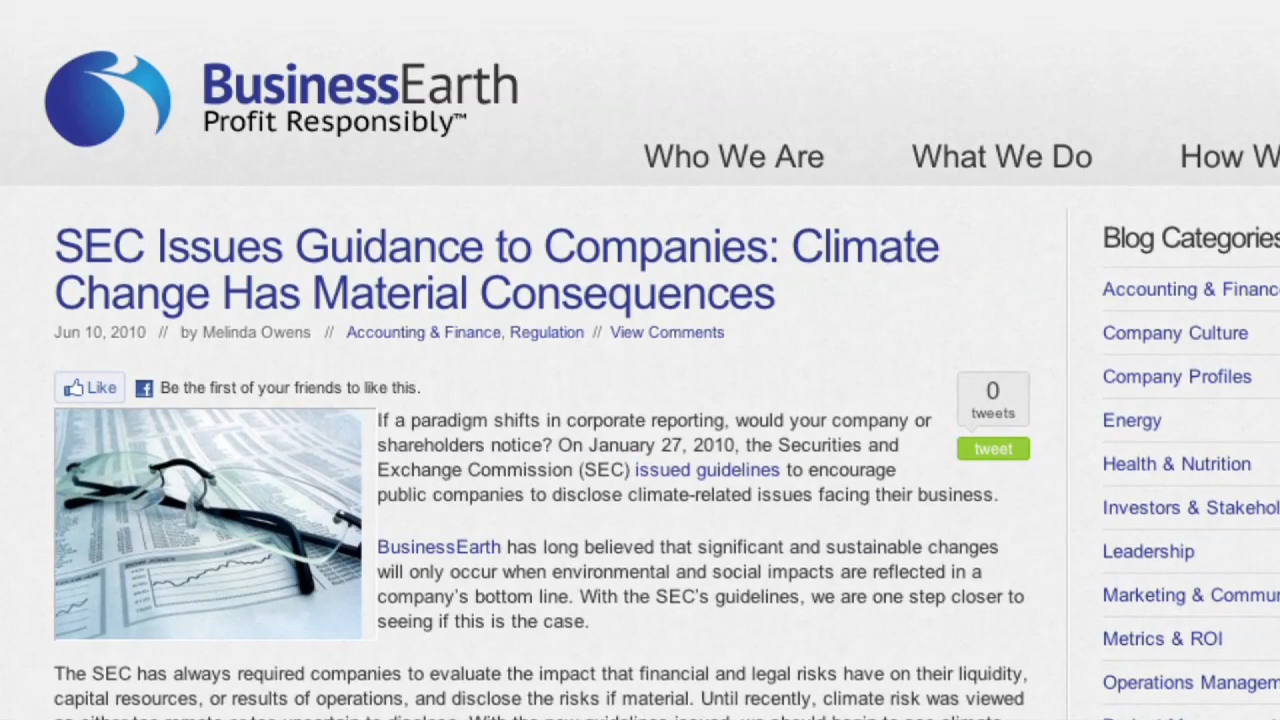 BusinessEarth
Profit Responsibly™
Who We Are
What We Do
How W
SEC Issues Guidance to Companies: Climate
Change Has Material Consequences
Jun 10, 2010 // by Melinda Owens // Accounting & Finance, Regulation // View Comments
Like
Be the first of your friends to like this.
0
tweets
tweet
If a paradigm shifts in corporate reporting, would your company or
shareholders notice? On January 27, 2010, the Securities and
Exchange Commission (SEC) issued guidelines to encourage
public companies to disclose climate-related issues facing their business.
BusinessEarth has long believed that significant and sustainable changes
will only occur when environmental and social impacts are reflected in a
company's bottom line. With the SEC's guidelines, we are one step closer to
seeing if this is the case.
The SEC has always required companies to evaluate the impact that financial and legal risks have on their liquidity,
capital resources, or results of operations, and disclose the risks if material. Until recently, climate risk was viewed
Blog Categories
Accounting & Financ
Company Culture
Company Profiles
Energy
Health & Nutrition
Investors & Stakehol
Leadership
Marketing & Commu
Metrics & ROI
Operations Managem